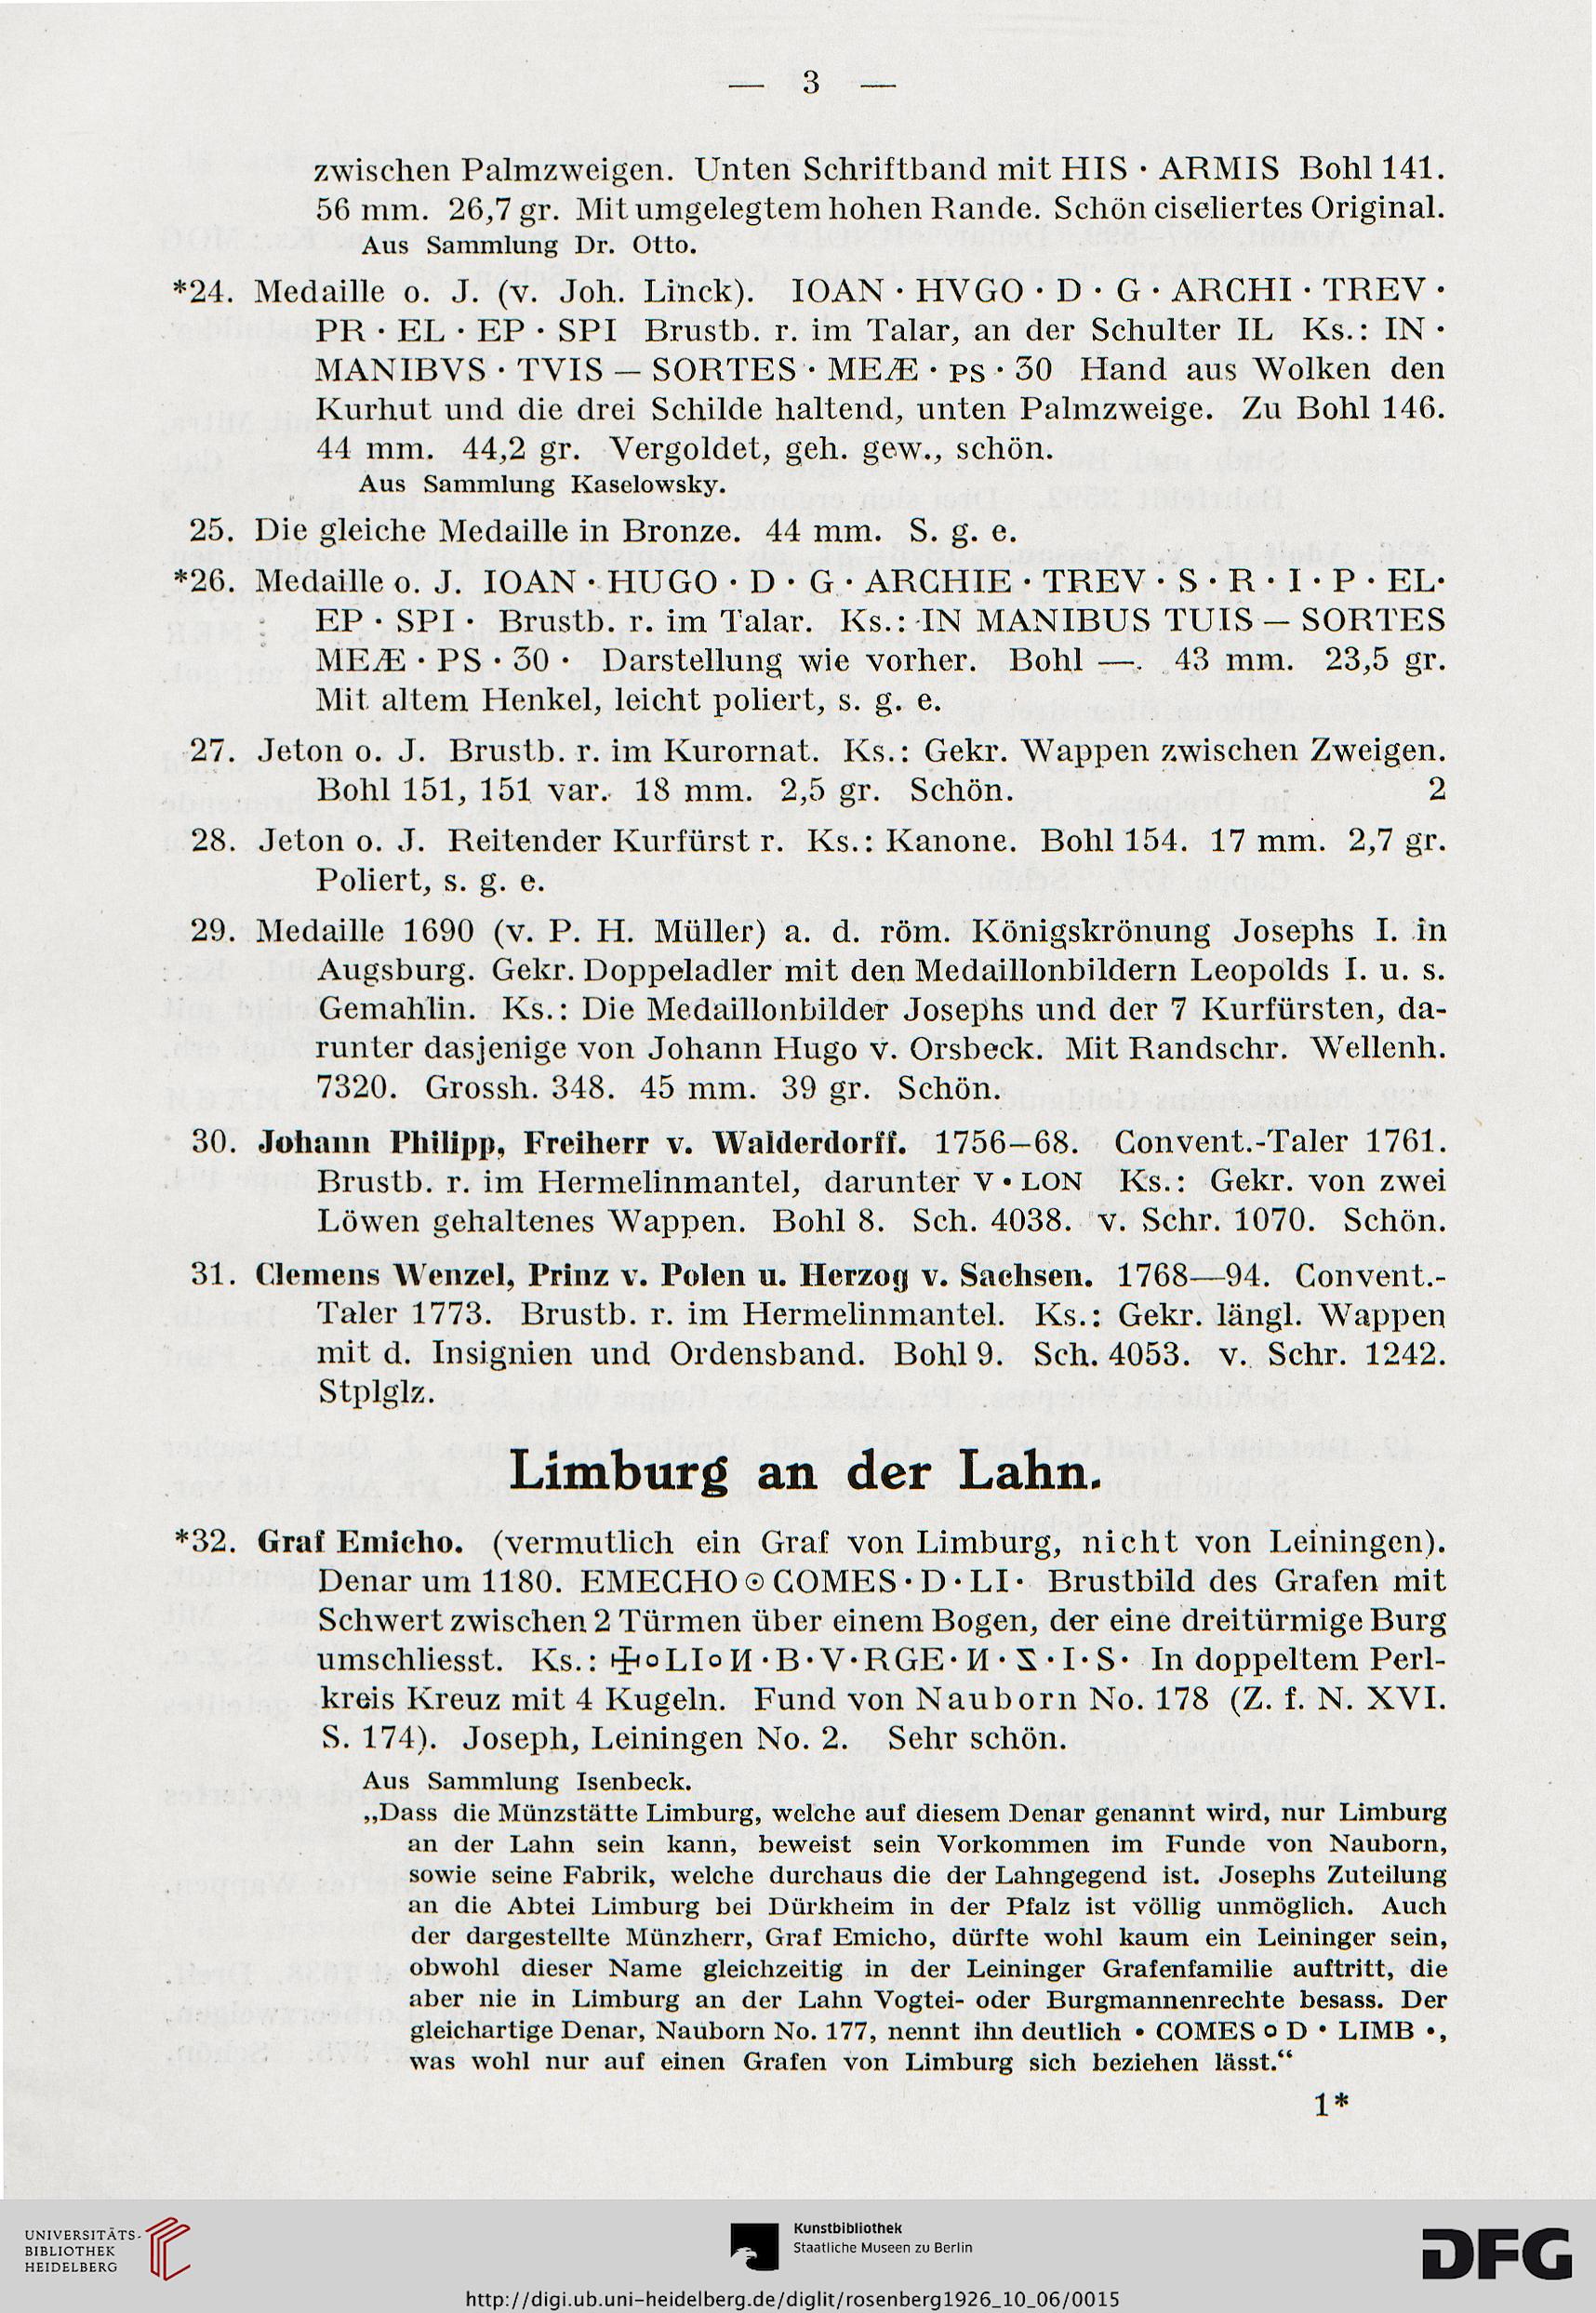 — 3 —
zwischen Palmzweigen. Unten Schriftband mit HIS · ARMIS Bohl 141.
56 mm. 26,7 gr. Mit umgelegtem hohen Rande. Schön ciseliertes Original.
Aus Sammlung Dr. Otto.
*24. Medaille o. J. (v. Joh. Linck). IOAN · HVGO · D · G · ARCHI · TREV ·
PR · EL · EP · SPI Brustb. r. im Talar, an der Schulter IL Ks.: IN ·
MANIBVS · TVIS — SORTES · MEÆ · PS · 30 Hand aus Wolken den
Kurhut und die drei Schilde haltend, unten Palmzweige. Zu Bohl 146.
44 mm. 44,2 gr. Vergoldet, geh. gew., schön.
Aus Sammlung Kaselowsky.
25. Die gleiche Medaille in Bronze. 44 mm. S. g. e.
*26. Medaille o. J. IOAN · HUGO · D · G · ARCHIE · TREV · S · R · I · P · EL·
EP · SPI · Brustb. r. im Talar. Ks.: IN MANIBUS TUIS — SORTES
MEÆ · PS · 30 · Darstellung wie vorher. Bohl —. 43 mm. 23,5 gr.
Mit altem Henkel, leicht poliert, s. g. e.
27. Jeton o. J. Brustb. r. im Kurornat. Ks.: Gekr. Wappen zwischen Zweigen.
Bohl 151, 151 var. 18 mm. 2,5 gr. Schön. 2
28. Jeton o. J. Reitender Kurfürst r. Ks.: Kanone. Bohl 154. 17 mm. 2,7 gr.
Poliert, s. g. e.
29. Medaille 1690 (v. P. H. Müller) a. d. röm. Königskrönung Josephs I. in
Augsburg. Gekr. Doppeladler mit den Medaillonbildern Leopolds I. u. s.
Gemahlin. Ks.: Die Medaillonbilder Josephs und der 7 Kurfürsten, da-
runter dasjenige von Johann Hugo v. Orsbeck. Mit Randschr. Wellenh.
7320. Grossh. 348. 45 mm. 39 gr. Schön.
30. Johann Philipp, Freiherr v. Walderdorff. 1756—68. Convent.-Taler 1761.
Brustb. r. im Hermelinmantel, darunter V • LON Ks.: Gekr. von zwei
Löwen gehaltenes Wappen. Bohl 8. Sch. 4038. v. Schr. 1070. Schön.
31. Clemens Wenzel, Prinz v. Polen u. Herzog v. Sachsen. 1768—94. Convent.-
Taler 1773. Brustb. r. im Hermelinmantel. Ks.: Gekr. längl. Wappen
mit d. Insignien und Ordensband. Bohl 9. Sch. 4053. v. Schr. 1242.
Stplglz.
Limburg an der Lahn.
*32. Graf Emicho. (vermutlich ein Graf von Limburg, nicht von Leiningen).
Denar um 1180. EMECHO ⊙ COMES · D · LI · Brustbild des Grafen mit
Schwert zwischen 2 Türmen über einem Bogen, der eine dreitürmige Burg
umschliesst. Ks.: ✠ o LI o И · B · V · RGE · И · Ƨ · I · S · In doppeltem Perl-
kreis Kreuz mit 4 Kugeln. Fund von Nauborn No. 178 (Z. f. N. XVI.
S. 174). Joseph, Leiningen No. 2. Sehr schön.
Aus Sammlung Isenbeck.
„Dass die Münzstätte Limburg, welche auf diesem Denar genannt wird, nur Limburg
an der Lahn sein kann, beweist sein Vorkommen im Funde von Nauborn,
sowie seine Fabrik, welche durchaus die der Lahngegend ist. Josephs Zuteilung
an die Abtei Limburg bei Dürkheim in der Pfalz ist völlig unmöglich. Auch
der dargestellte Münzherr, Graf Emicho, dürfte wohl kaum ein Leininger sein,
obwohl dieser Name gleichzeitig in der Leininger Grafenfamilie auftritt, die
aber nie in Limburg an der Lahn Vogtei- oder Burgmannenrechte besass. Der
gleichartige Denar, Nauborn No. 177, nennt ihn deutlich • COMES o D • LIMB •,
was wohl nur auf einen Grafen von Limburg sich beziehen lässt.“
1*
UNIVERSITÄTS-
BIBLIOTHEK
HEIDELBERG
Kunstbibliothek
Staatliche Museen zu Berlin
DFG
http://digi.ub.uni-heidelberg.de/diglit/rosenberg1926_10_06/0015